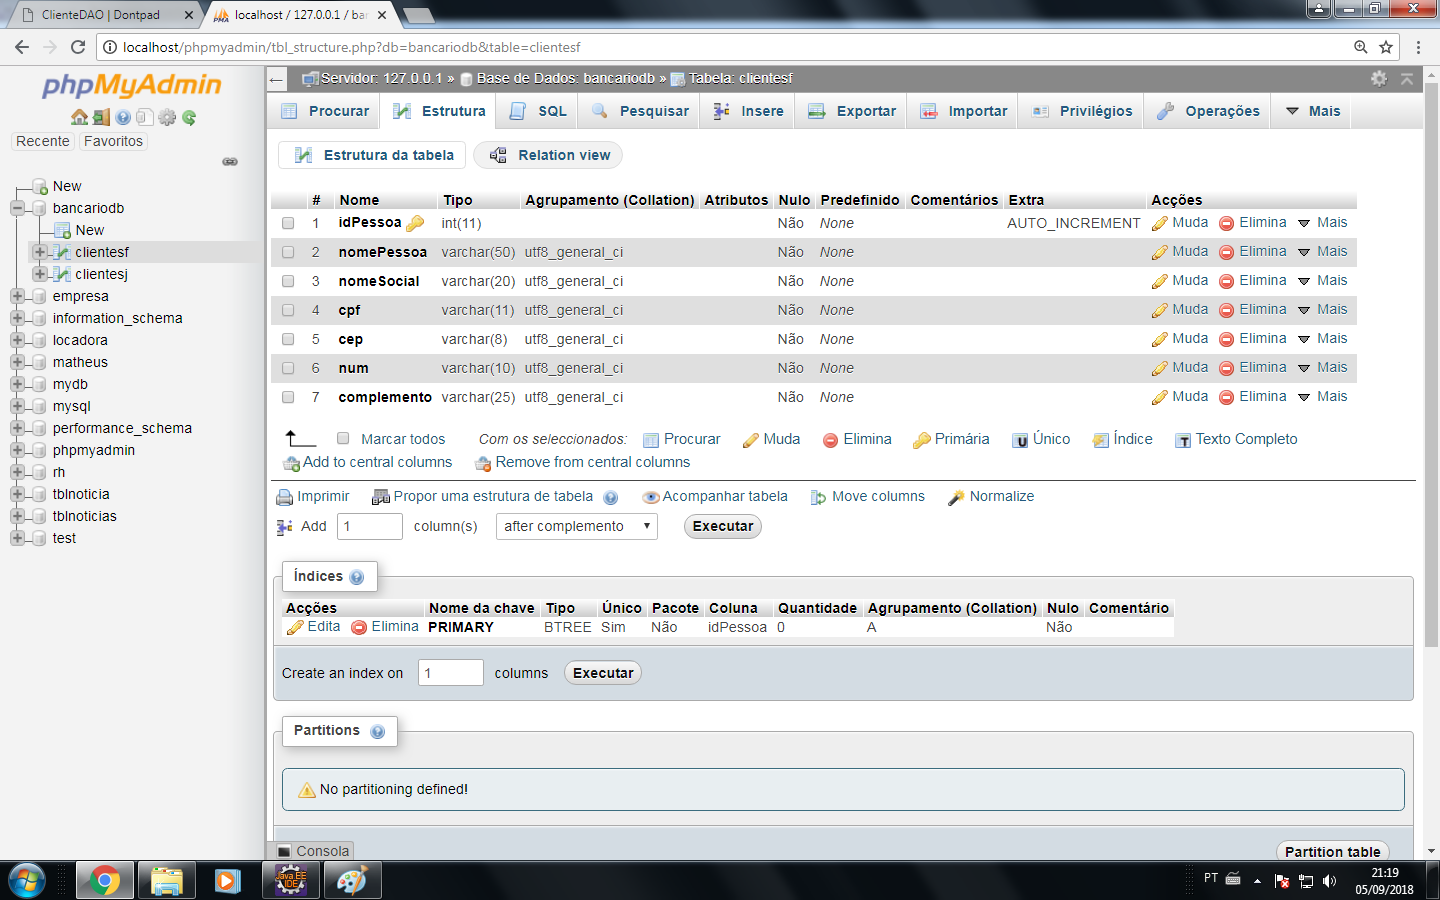 ClienteDAO | Dontpad
localhost / 127.0.0.1 / ban
localhost/phpmyadmin/tbl_structure.php?db=bancariodb&table=clientesf
phpMyAdmin
Recente Favoritos
New
bancariodb
New
clientesf
clientesj
empresa
information_schema
locadora
matheus
mydb
mysql
performance_schema
phpmyadmin
rh
tblnoticia
tblnoticias
test
Servidor: 127.0.0.1 » Base de Dados: bancariodb » Tabela: clientesf
Procurar Estrutura SQL Pesquisar Insere Exportar Importar Privilégios Operações Mais
Estrutura da tabela Relation view
# Nome Tipo Agrupamento (Collation) Atributos Nulo Predefinido Comentários Extra Acções
1 idPessoa int(11) Não None AUTO_INCREMENT Muda Elimina Mais
2 nomePessoa varchar(50) utf8_general_ci Não None Muda Elimina Mais
3 nomeSocial varchar(20) utf8_general_ci Não None Muda Elimina Mais
4 cpf varchar(11) utf8_general_ci Não None Muda Elimina Mais
5 cep varchar(8) utf8_general_ci Não None Muda Elimina Mais
6 num varchar(10) utf8_general_ci Não None Muda Elimina Mais
7 complemento varchar(25) utf8_general_ci Não None Muda Elimina Mais
Marcar todos Com os seleccionados: Procurar Muda Elimina Primária Único Índice Texto Completo
Add to central columns Remove from central columns
Imprimir Propor uma estrutura de tabela Acompanhar tabela Move columns Normalize
Add 1 column(s) after complemento Executar
Índices
Acções Nome da chave Tipo Único Pacote Coluna Quantidade Agrupamento (Collation) Nulo Comentário
Edita Elimina PRIMARY BTREE Sim Não idPessoa 0 A Não
Create an index on 1 columns Executar
Partitions
No partitioning defined!
Partition table
Consola
Java EE
IDE
PT
21:19
05/09/2018